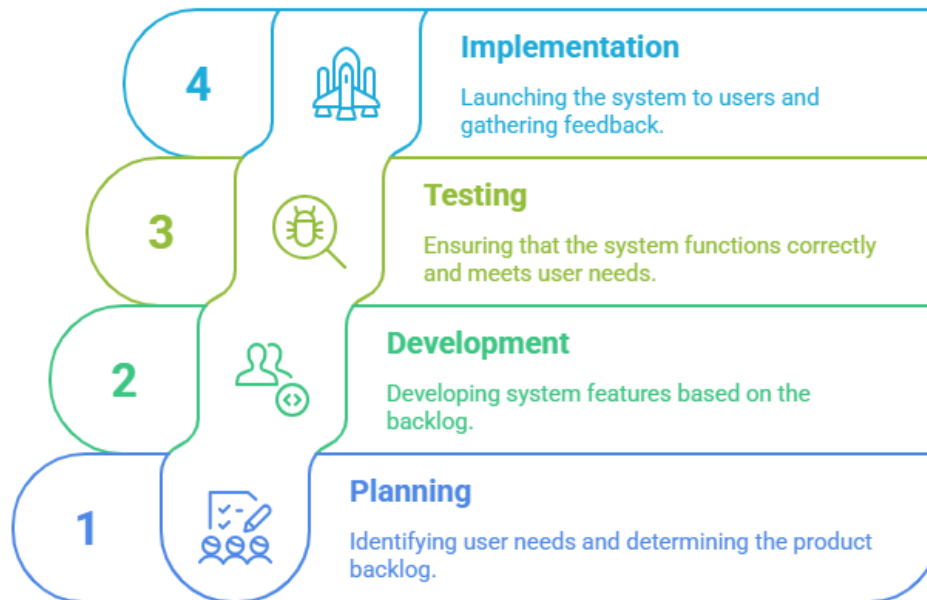 4
Implementation
Launching the system to users and
gathering feedback.
3
Testing
Ensuring that the system functions correctly
and meets user needs.
2
Development
Developing system features based on the
backlog.
1
Planning
Identifying user needs and determining the product
backlog.